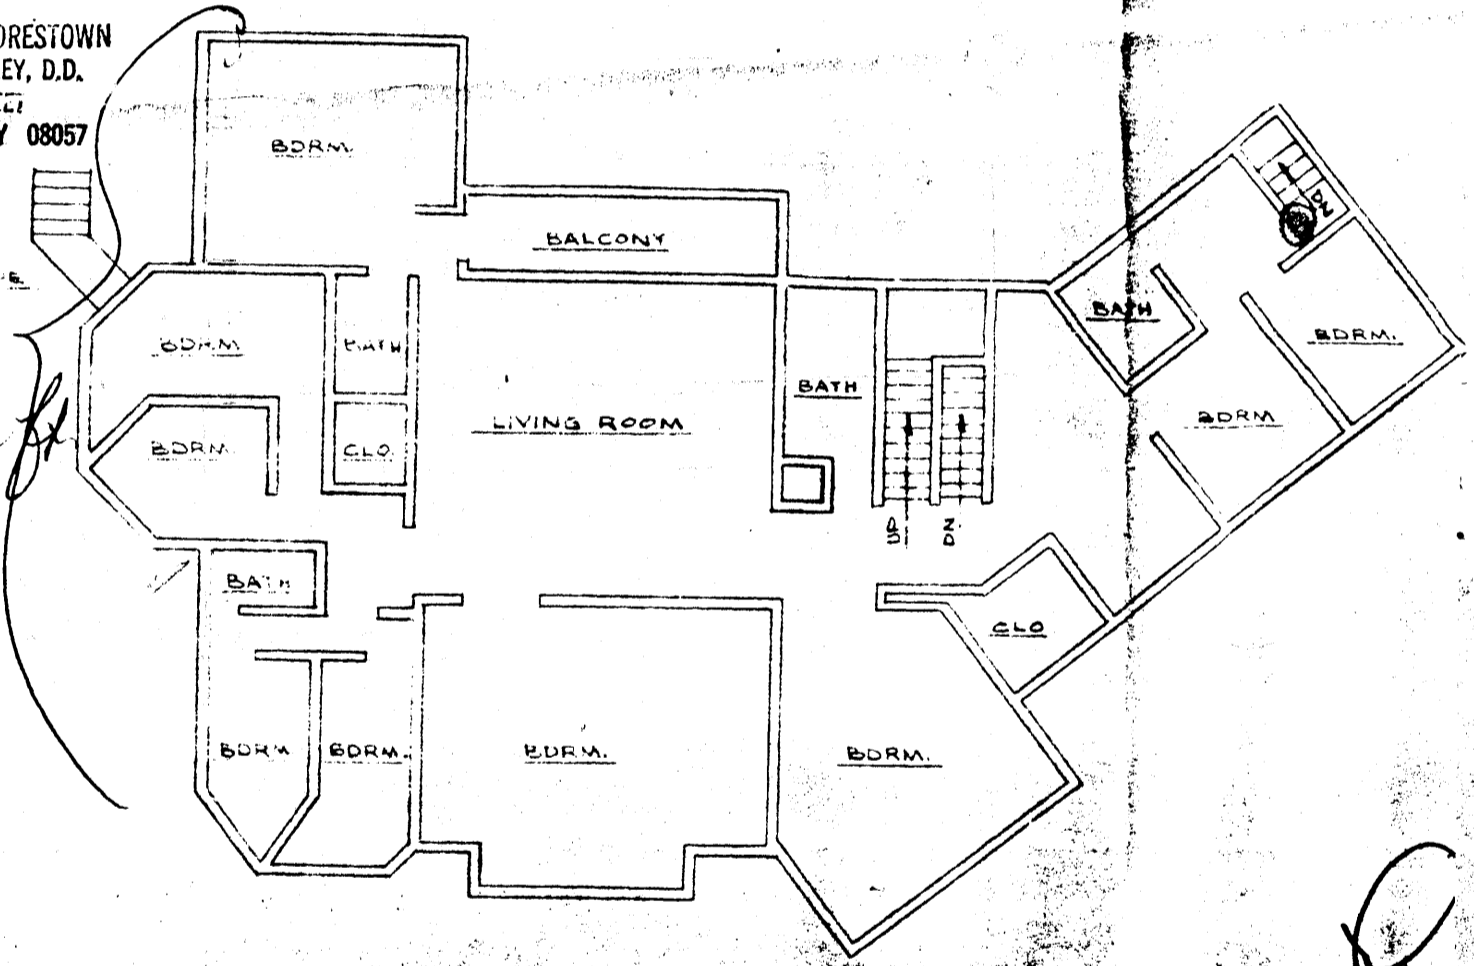 ORESTOWN
EY, D.D.
Y 08057
BDRM.
BALCONY
BDRM.
BATH
BATH
BATH
BDRM.
LIVING ROOM
BDRM
BDRM.
CLO.
UP
DN
DN
BATH
CLO
BDRM
BDRM.
BDRM.
BDRM.